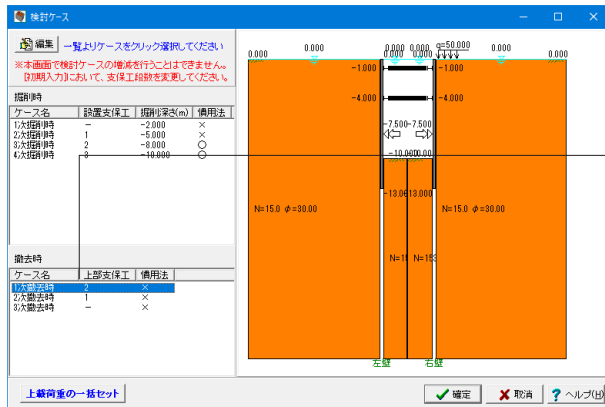 検討ケース
編集 一覧よりケースをクリック選択してください
※本画面で検討ケースの増減を行うことはできません。
[初期入力]において、支保工段数を変更してください。
掘削時
ケース名 設置支保工 掘削深さ(m) 慣用法
1次掘削時 － -2.000 ×
2次掘削時 1 -5.000 ×
3次掘削時 2 -8.000 ○
4次掘削時 3 -10.000 ○
撤去時
ケース名 上部支保工 慣用法
1次撤去時 2 ×
2次撤去時 1 ×
3次撤去時 － ×
0.000 0.000 0.000 0.000 q=50.000 0.000 0.000
-1.000 -1.000
-4.000 -4.000
-7.500 -7.500
-13.0
13.000
N=15.0 φ=30.00 N=15.0 φ=30.00
左壁 右壁
上載荷重の一括セット 確定 取消 ヘルプ(H)